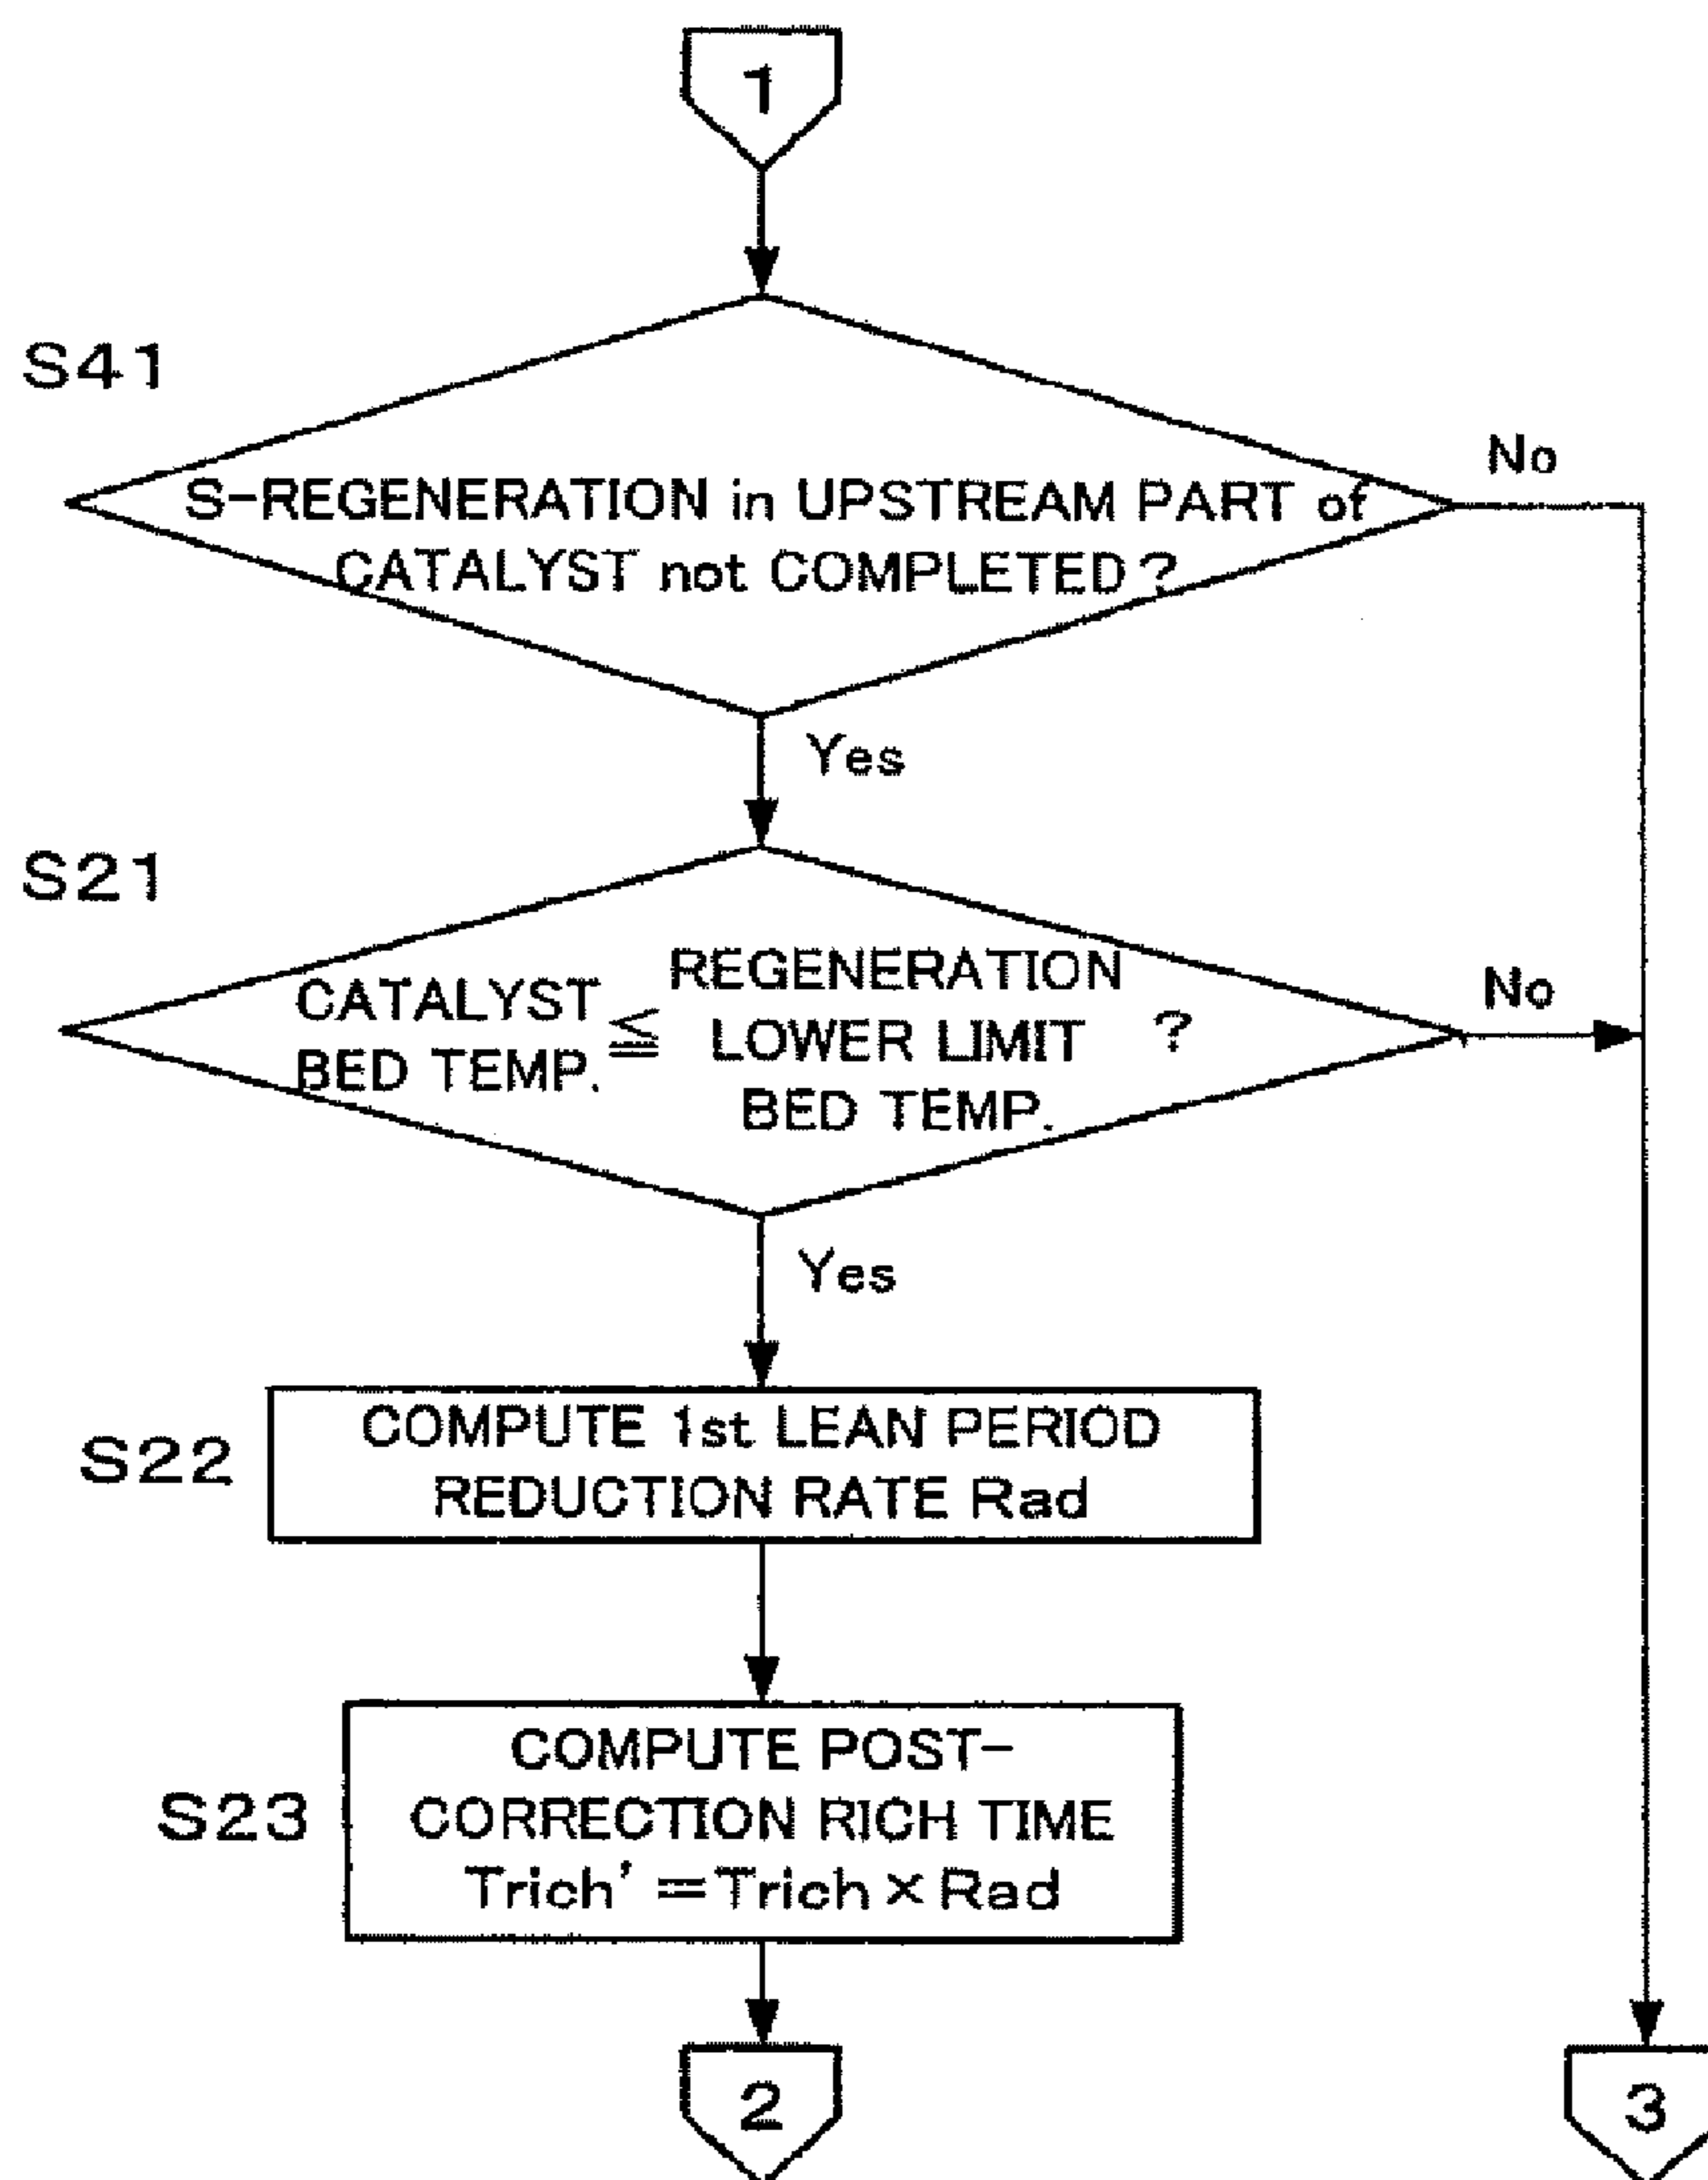 1
S41
No
S-REGENERATION in UPSTREAM PART of
CATALYST not COMPLETED ?
Yes
S21
CATALYST
BED TEMP.
≦
REGENERATION
LOWER LIMIT
BED TEMP.
?
No
Yes
S22
COMPUTE 1st LEAN PERIOD
REDUCTION RATE Rad
S23
COMPUTE POST-
CORRECTION RICH TIME
Trich' = Trich × Rad
2
3